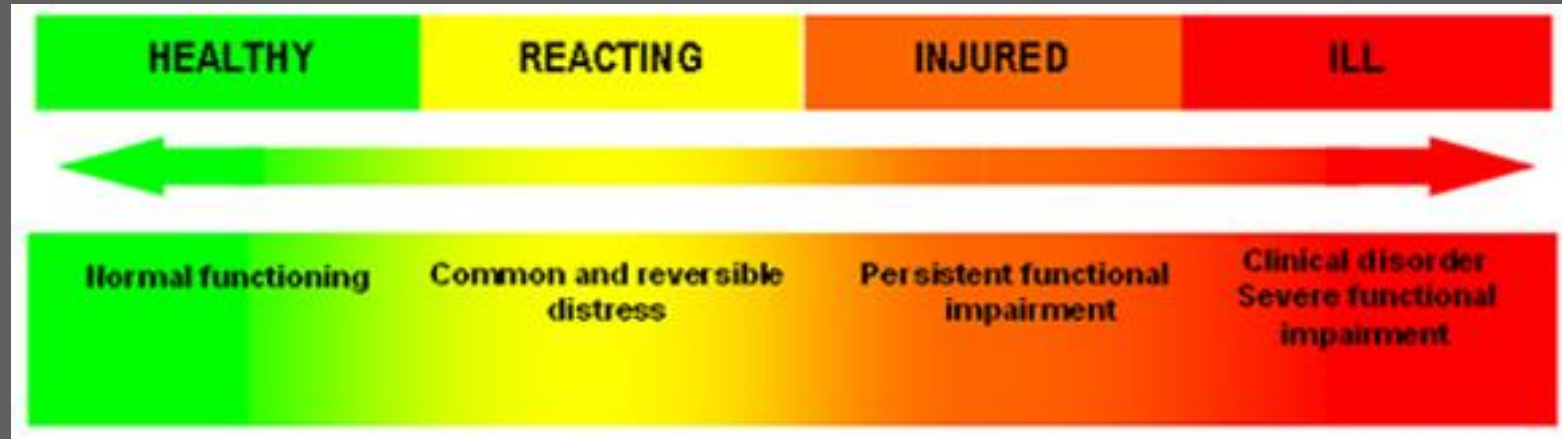 HEALTHY REACTING INJURED ILL
Normal functioning
Common and reversible
distress
Persistent functional
impairment
Clinical disorder
Severe functional
impairment